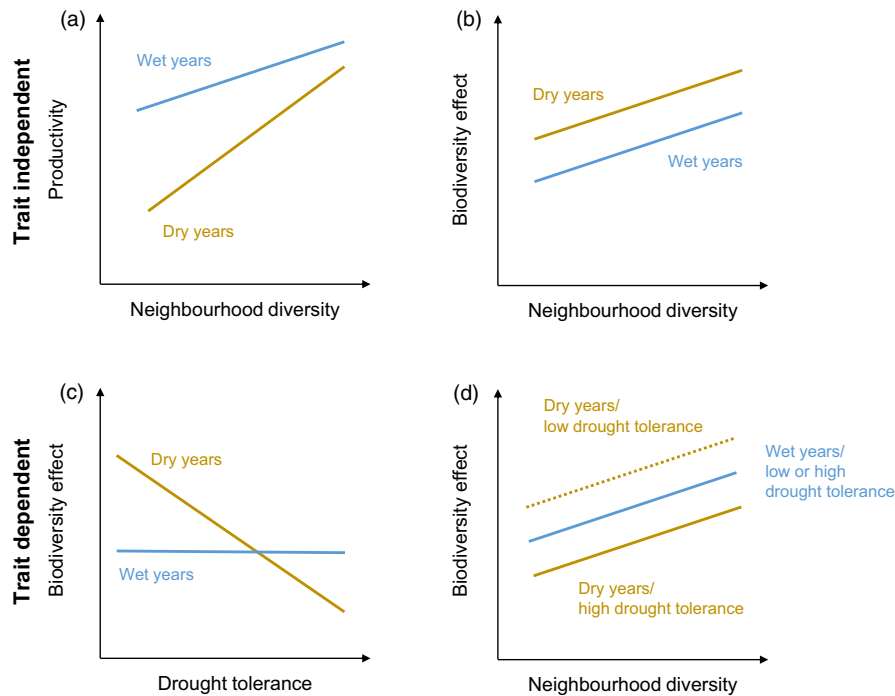 (a)
Trait independent
Productivity
Wet years
Dry years
Neighbourhood diversity
(b)
Biodiversity effect
Dry years
Wet years
Neighbourhood diversity
(c)
Trait dependent
Biodiversity effect
Dry years
Wet years
Drought tolerance
(d)
Biodiversity effect
Dry years/
low drought tolerance
Wet years/
low or high
drought tolerance
Dry years/
high drought tolerance
Neighbourhood diversity